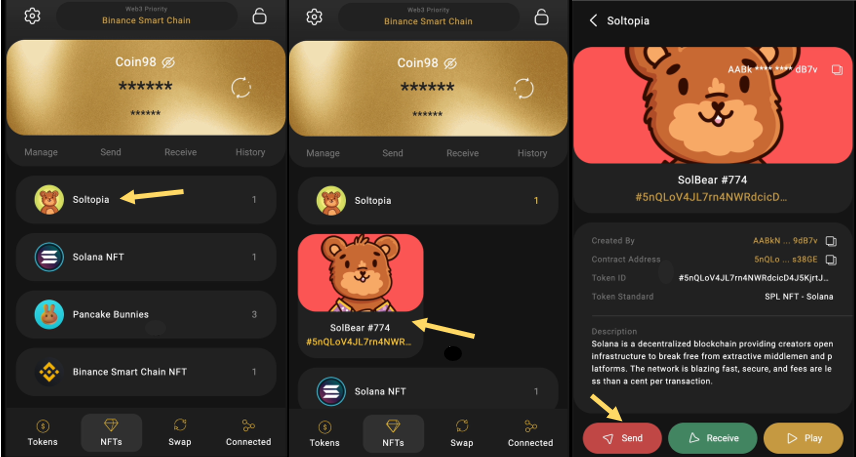 Web3 Priority
Binance Smart Chain
Coin98
******
******
Manage Send Receive History
Soltopia 1
Solana NFT 1
Pancake Bunnies 3
Binance Smart Chain NFT 1
Tokens NFTs Swap Connected
Web3 Priority
Binance Smart Chain
Coin98
******
******
Manage Send Receive History
Soltopia 1
SolBear #774
#5nQLoV4JL7rn4NWR...
Solana NFT 1
Tokens NFTs Swap Connected
Soltopia
AABk **** **** dB7v
SolBear #774
#5nQLoV4JL7rn4NWRdcicD...
Created By AABkN ... 9dB7v
Contract Address 5nQLo ... s38GE
Token ID #5nQLoV4JL7rn4NWRdcicD4J5KjrtJ...
Token Standard SPL NFT - Solana
Description
Solana is a decentralized blockchain providing creators open
infrastructure to break free from extractive middlemen and p
latforms. The network is blazing fast, secure, and fees are le
ss than a cent per transaction.
Send Receive Play